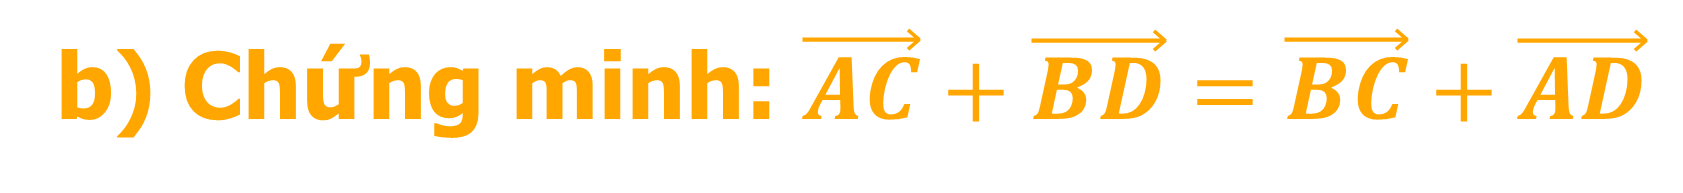 b) Chứng minh: $\overrightarrow{AC} + \overrightarrow{BD} = \overrightarrow{BC} + \overrightarrow{AD}$